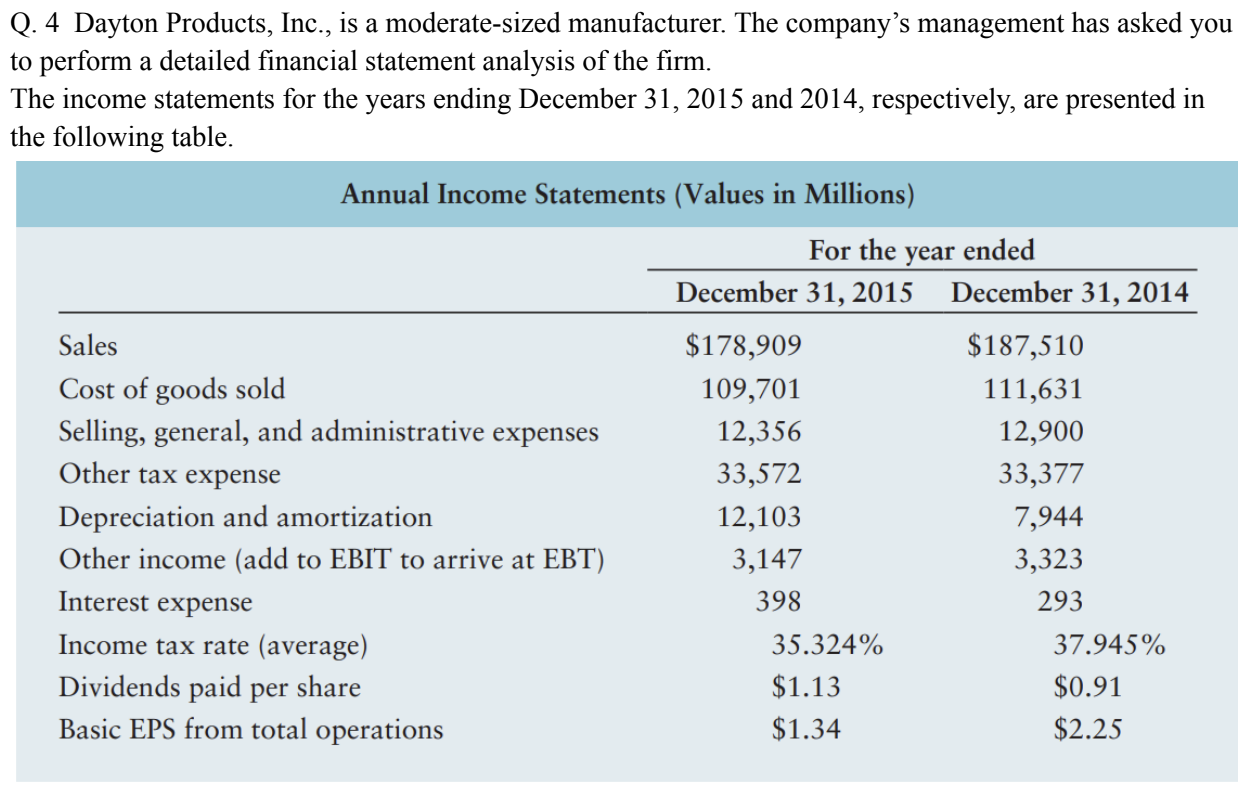 Q. 4 Dayton Products, Inc., is a moderate-sized manufacturer. The company’s management has asked you
to perform a detailed financial statement analysis of the firm.
The income statements for the years ending December 31, 2015 and 2014, respectively, are presented in
the following table.
Annual Income Statements (Values in Millions)
For the year ended
December 31, 2015 December 31, 2014
Sales $178,909 $187,510
Cost of goods sold 109,701 111,631
Selling, general, and administrative expenses 12,356 12,900
Other tax expense 33,572 33,377
Depreciation and amortization 12,103 7,944
Other income (add to EBIT to arrive at EBT) 3,147 3,323
Interest expense 398 293
Income tax rate (average) 35.324% 37.945%
Dividends paid per share $1.13 $0.91
Basic EPS from total operations $1.34 $2.25